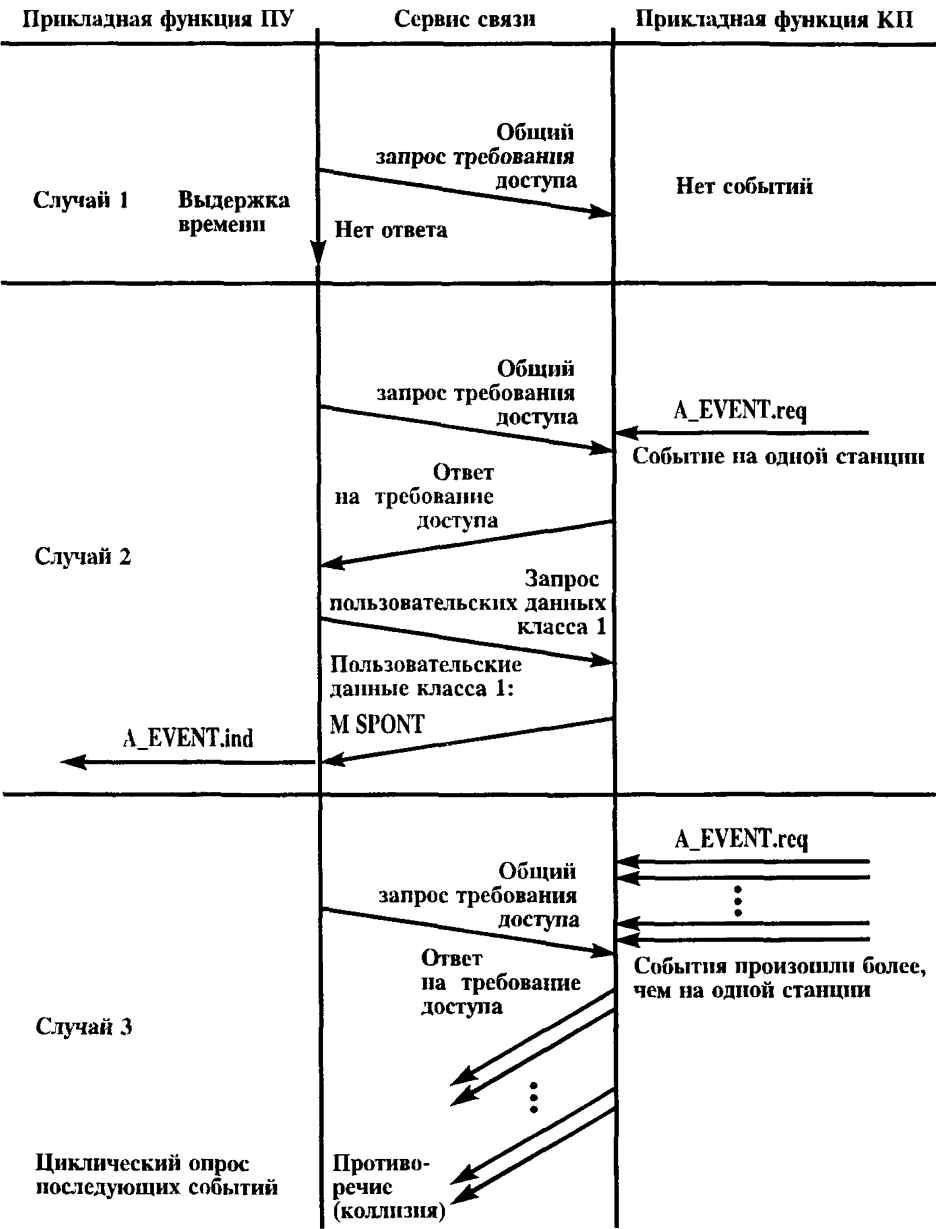 Прикладная функция ПУ
Сервис связи
Прикладная функция КП
Общий
запрос требования
доступа
Случай 1
Выдержка
времени
Нет ответа
Нет событий
Общий
запрос требования
доступа
A_EVENT.req
Событие на одной станции
Ответ
на требование
доступа
Случай 2
Запрос
пользовательских данных
класса 1
Пользовательские
данные класса 1:
M SPONT
A_EVENT.ind
A_EVENT.req
Общий
запрос требования
доступа
События произошли более,
чем на одной станции
Ответ
на требование
доступа
Случай 3
Циклический опрос
последующих событий
Противо-
речие
(коллизия)